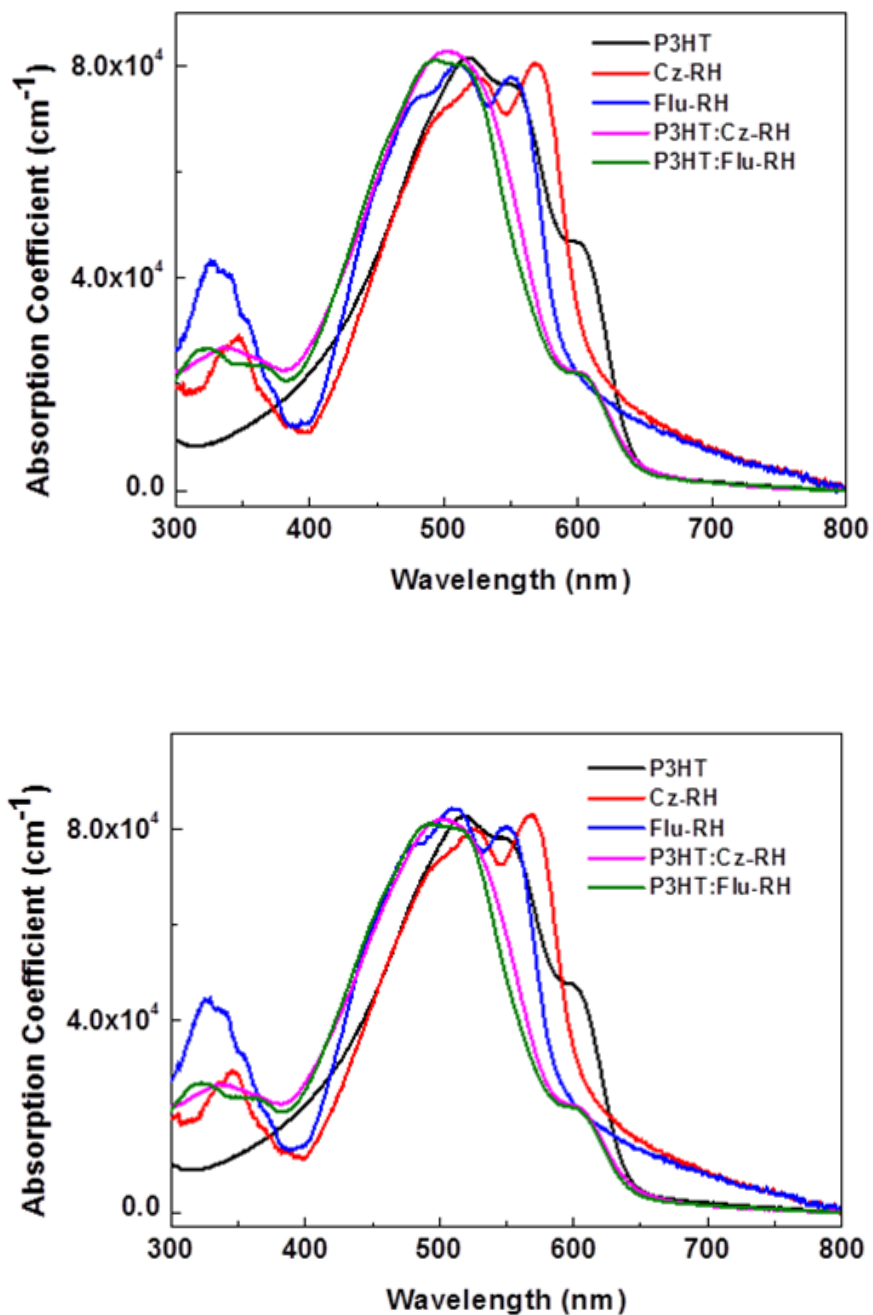 8.0x10⁴
4.0x10⁴
0.0
Absorption Coefficient (cm⁻¹)
P3HT
Cz-RH
Flu-RH
P3HT:Cz-RH
P3HT:Flu-RH
300 400 500 600 700 800
Wavelength (nm)
8.0x10⁴
4.0x10⁴
0.0
Absorption Coefficient (cm⁻¹)
P3HT
Cz-RH
Flu-RH
P3HT:Cz-RH
P3HT:Flu-RH
300 400 500 600 700 800
Wavelength (nm)